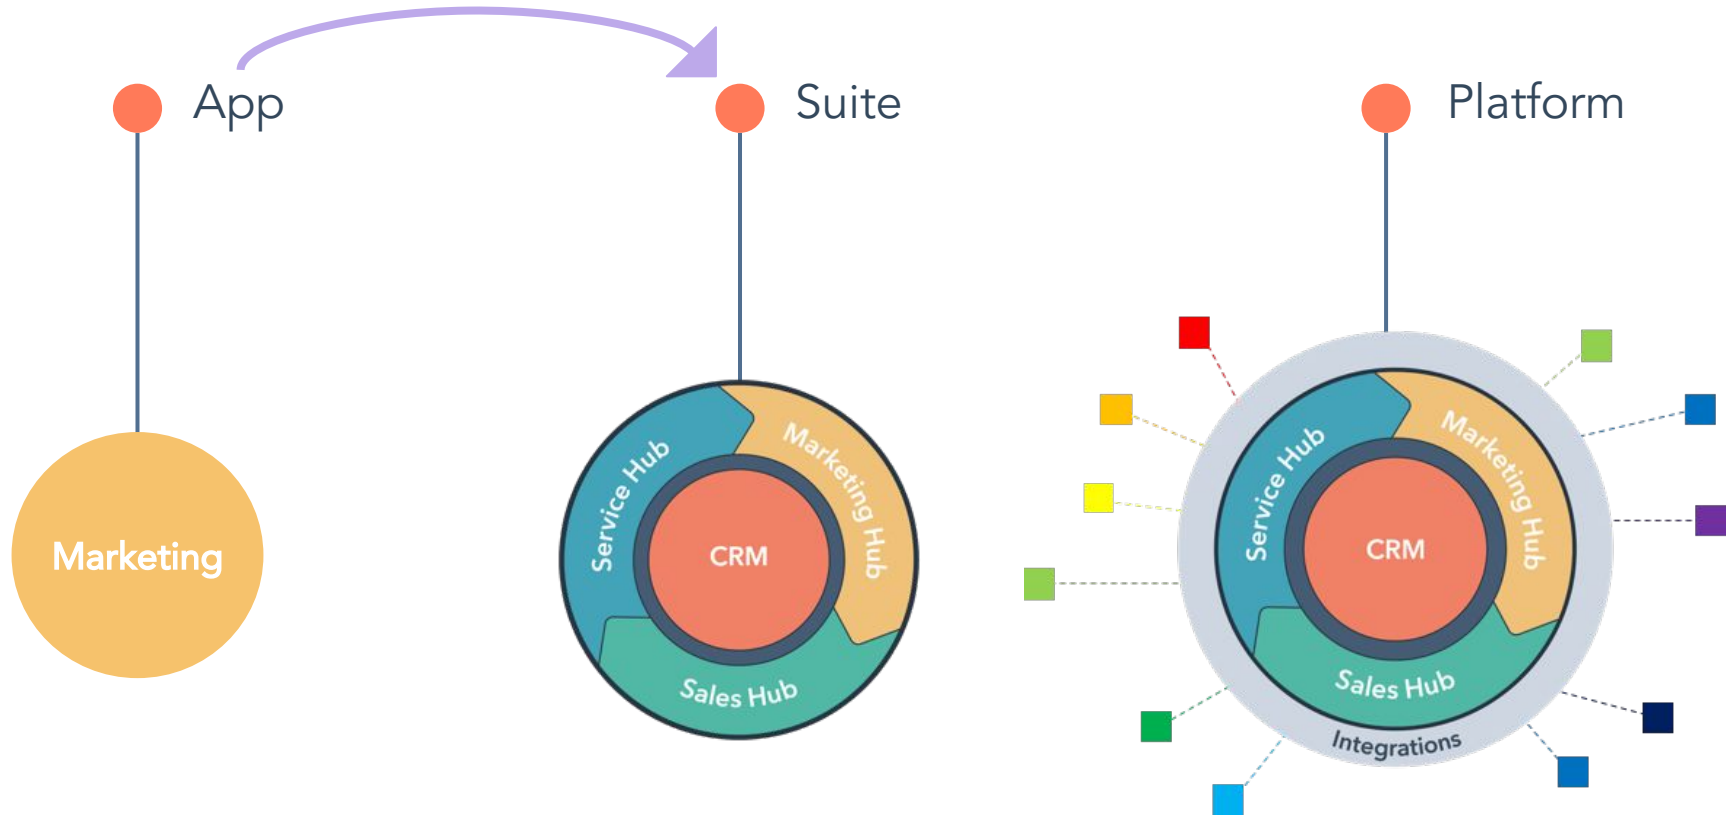 App
Suite
Platform
Marketing
Service Hub
Marketing Hub
CRM
Sales Hub
Service Hub
Marketing Hub
CRM
Sales Hub
Integrations